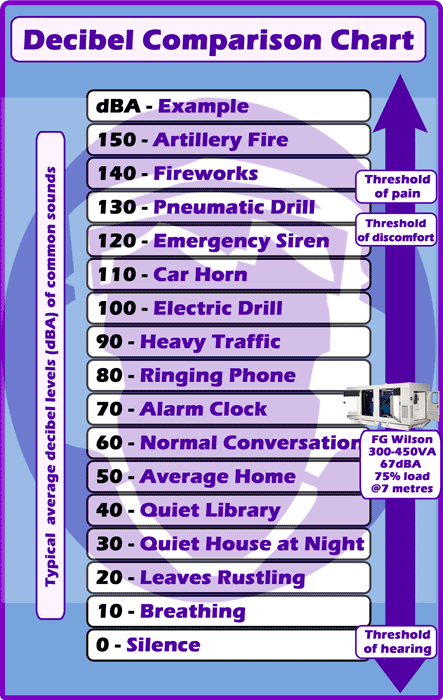 Decibel Comparison Chart
dBA - Example
150 - Artillery Fire
140 - Fireworks
130 - Pneumatic Drill
120 - Emergency Siren
110 - Car Horn
100 - Electric Drill
90 - Heavy Traffic
80 - Ringing Phone
70 - Alarm Clock
60 - Normal Conversation
50 - Average Home
40 - Quiet Library
30 - Quiet House at Night
20 - Leaves Rustling
10 - Breathing
0 - Silence
Typical average decibel levels (dBA) of common sounds
Threshold
of pain
Threshold
of discomfort
FG Wilson
300-450VA
67dBA
75% load
@7 metres
Threshold
of hearing